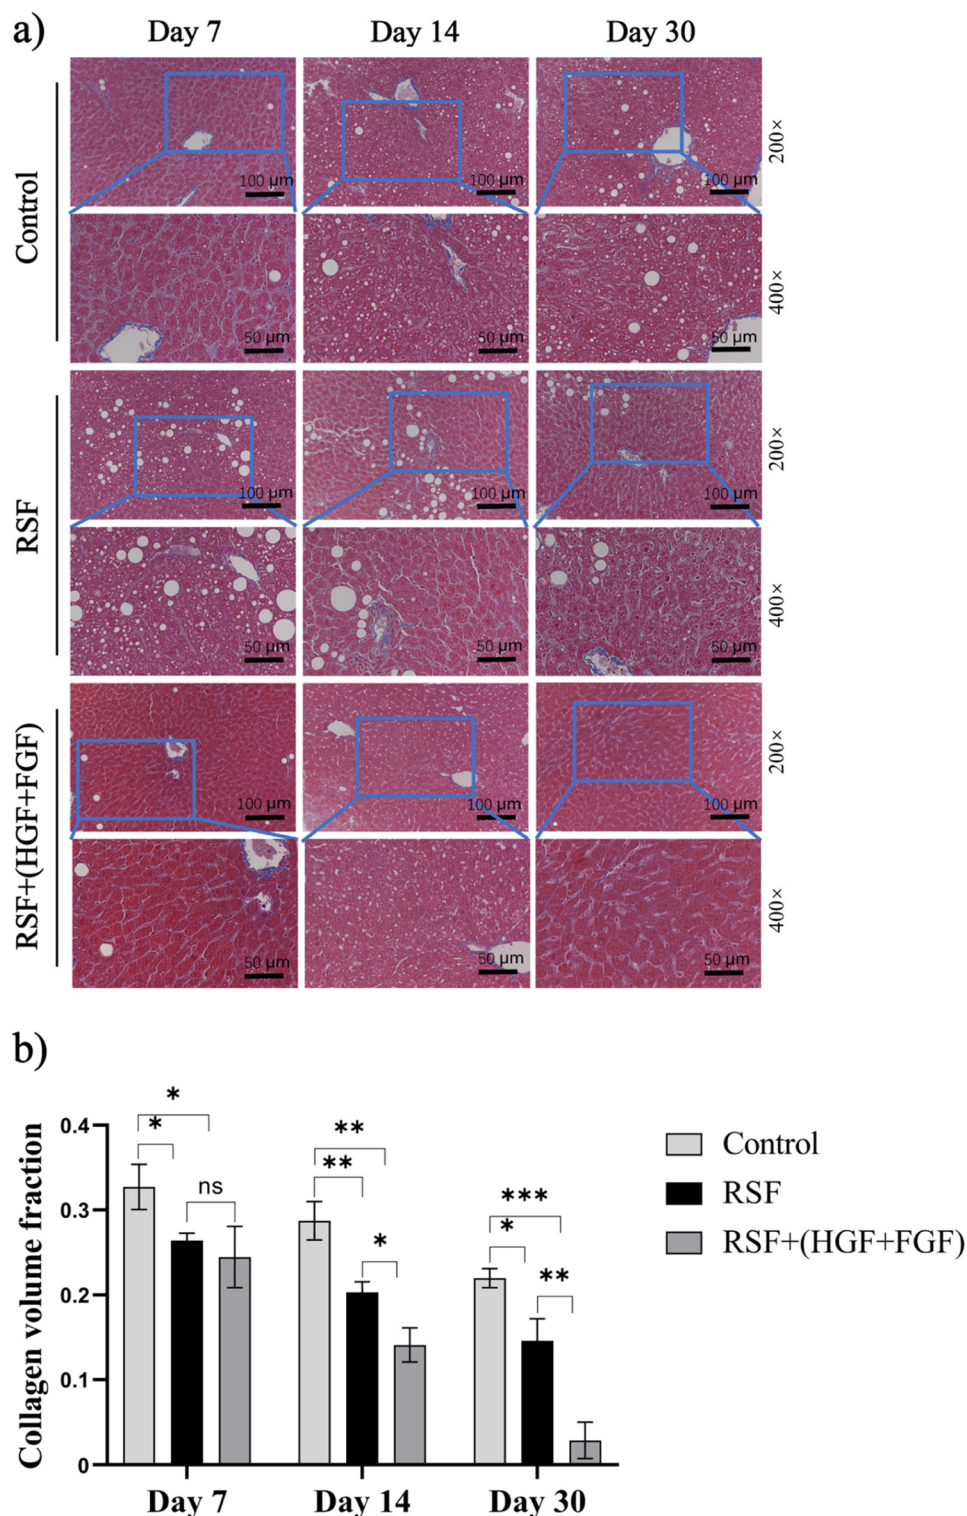 a)
Day 7 Day 14 Day 30
Control
100 μm 100 μm 100 μm 200×
50 μm 50 μm 50 μm 400×
RSF
100 μm 100 μm 100 μm 200×
50 μm 50 μm 50 μm 400×
RSF+(HGF+FGF)
100 μm 100 μm 100 μm 200×
50 μm 50 μm 50 μm 400×
b)
Collagen volume fraction
0.4
0.3
0.2
0.1
0
* * ns
** ** *
*** * **
Day 7 Day 14 Day 30
Control
RSF
RSF+(HGF+FGF)